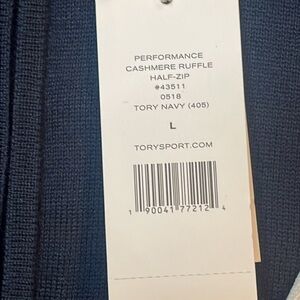 PERFORMANCE
CASHMERE RUFFLE
HALF-ZIP
#43511
0518
TORY NAVY (405)
L
TORYSPORT.COM
1 90041 77212 4